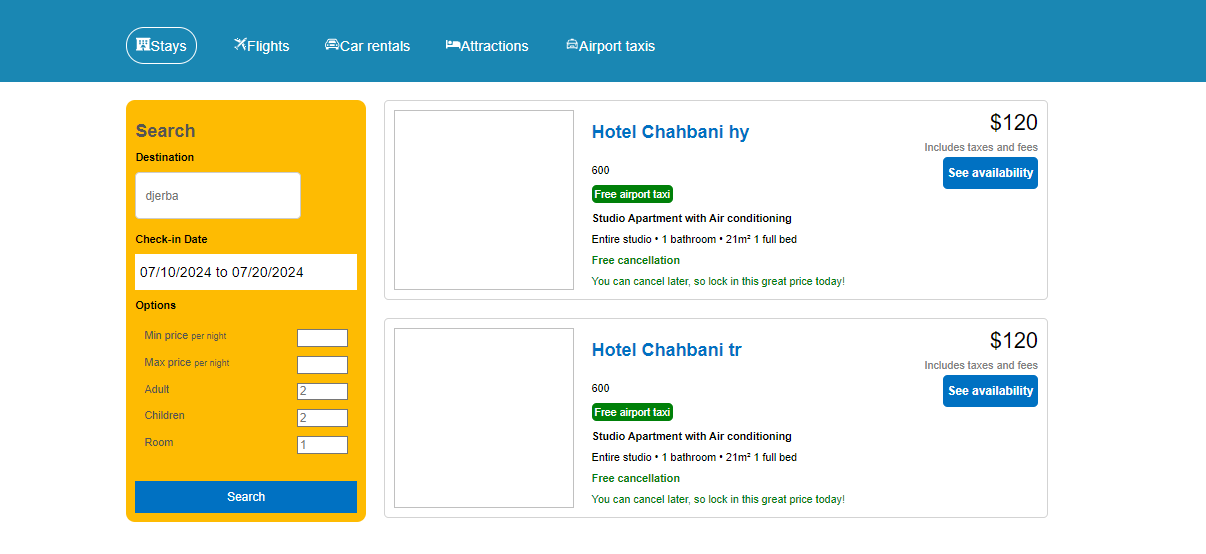 Stays Flights Car rentals Attractions Airport taxis
Search
Destination
djerba
Check-in Date
07/10/2024 to 07/20/2024
Options
Min price per night
Max price per night
Adult 2
Children 2
Room 1
Search
Hotel Chahbani hy
600
Free airport taxi
Studio Apartment with Air conditioning
Entire studio • 1 bathroom • 21m² 1 full bed
Free cancellation
You can cancel later, so lock in this great price today!
$120
Includes taxes and fees
See availability
Hotel Chahbani tr
600
Free airport taxi
Studio Apartment with Air conditioning
Entire studio • 1 bathroom • 21m² 1 full bed
Free cancellation
You can cancel later, so lock in this great price today!
$120
Includes taxes and fees
See availability